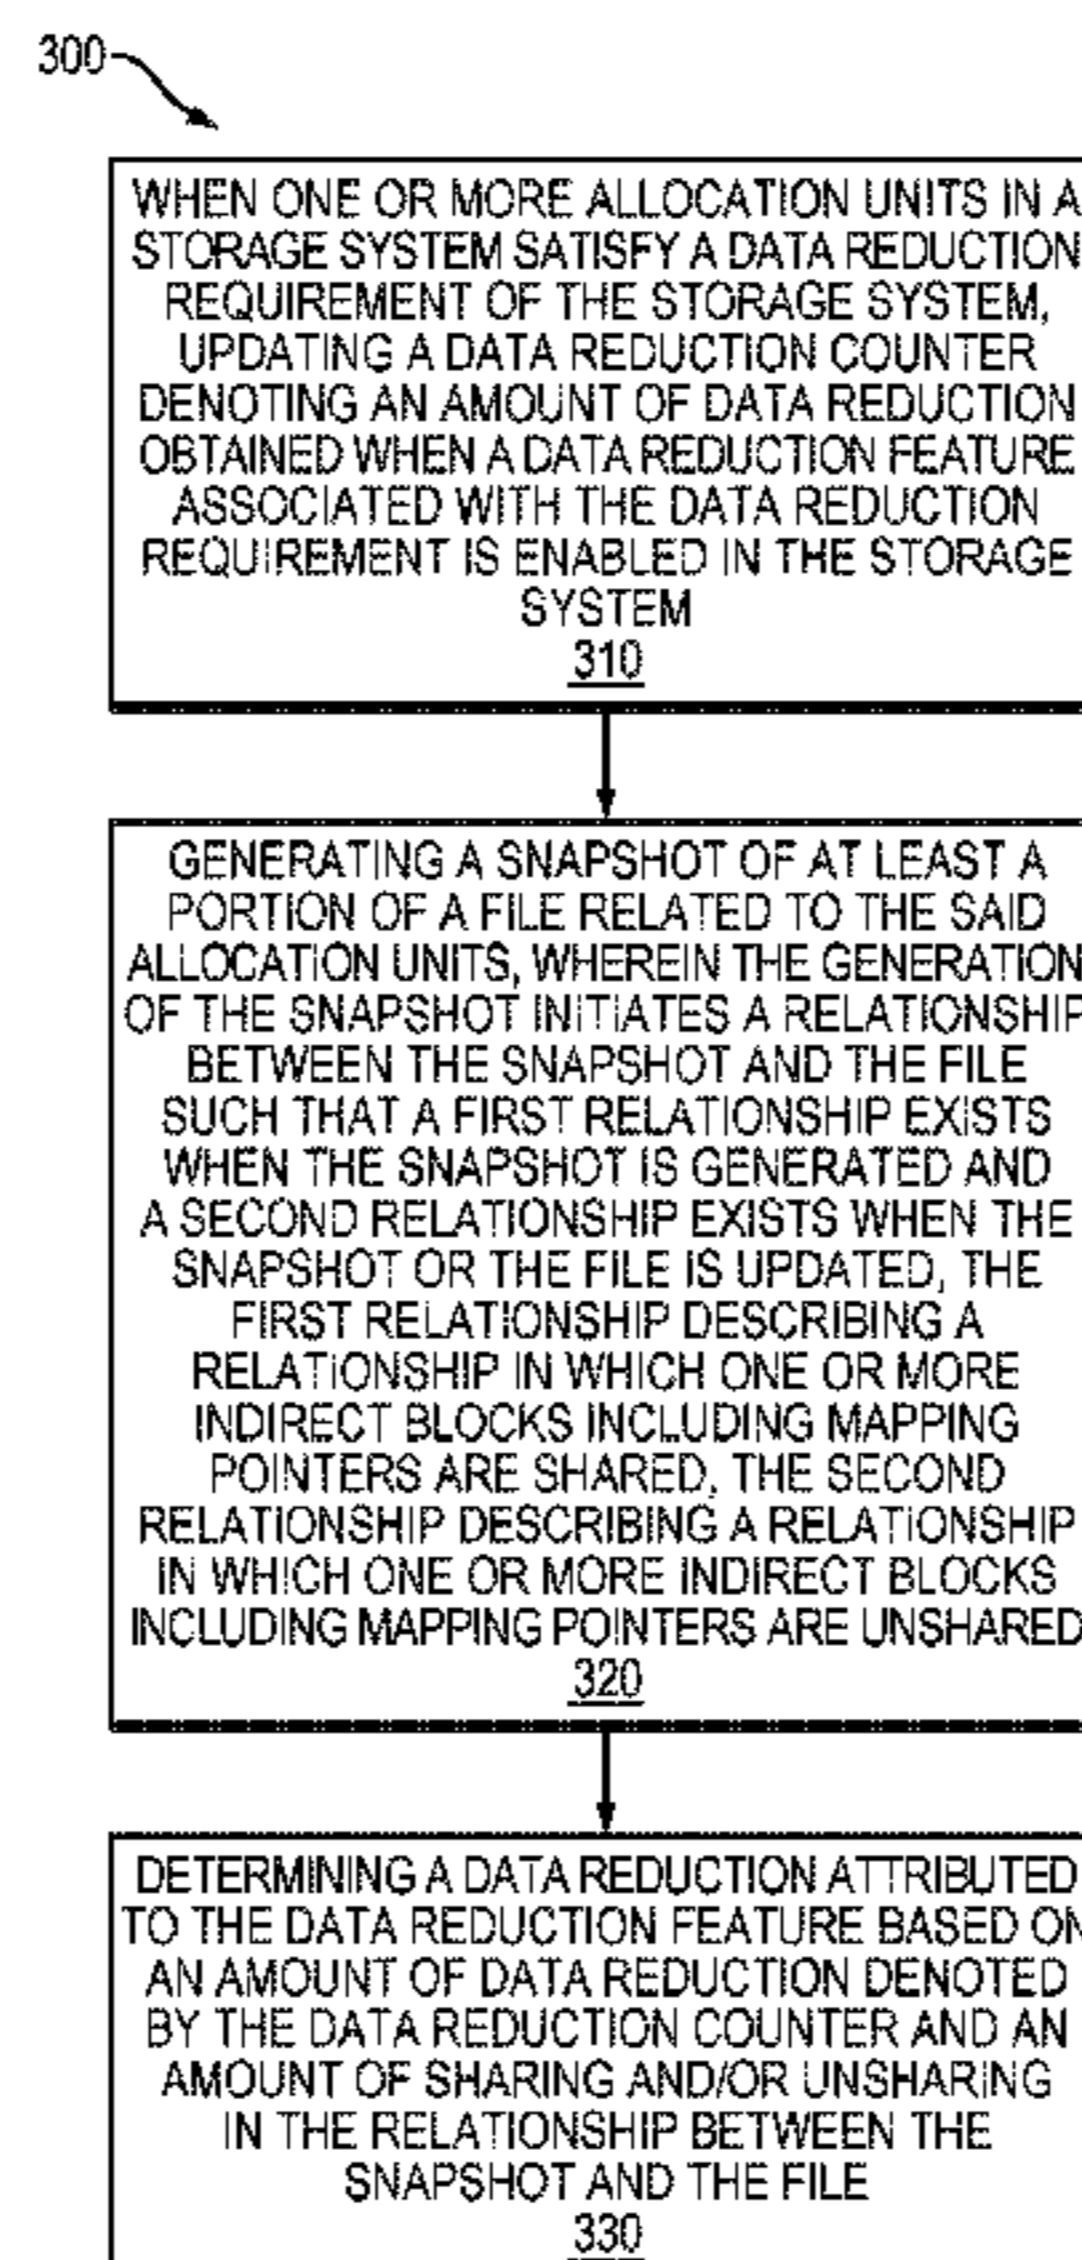 300
WHEN ONE OR MORE ALLOCATION UNITS IN A
STORAGE SYSTEM SATISFY A DATA REDUCTION
REQUIREMENT OF THE STORAGE SYSTEM,
UPDATING A DATA REDUCTION COUNTER
DENOTING AN AMOUNT OF DATA REDUCTION
OBTAINED WHEN A DATA REDUCTION FEATURE
ASSOCIATED WITH THE DATA REDUCTION
REQUIREMENT IS ENABLED IN THE STORAGE
SYSTEM
310
GENERATING A SNAPSHOT OF AT LEAST A
PORTION OF A FILE RELATED TO THE SAID
ALLOCATION UNITS, WHEREIN THE GENERATION
OF THE SNAPSHOT INITIATES A RELATIONSHIP
BETWEEN THE SNAPSHOT AND THE FILE
SUCH THAT A FIRST RELATIONSHIP EXISTS
WHEN THE SNAPSHOT IS GENERATED AND
A SECOND RELATIONSHIP EXISTS WHEN THE
SNAPSHOT OR THE FILE IS UPDATED, THE
FIRST RELATIONSHIP DESCRIBING A
RELATIONSHIP IN WHICH ONE OR MORE
INDIRECT BLOCKS INCLUDING MAPPING
POINTERS ARE SHARED, THE SECOND
RELATIONSHIP DESCRIBING A RELATIONSHIP
IN WHICH ONE OR MORE INDIRECT BLOCKS
INCLUDING MAPPING POINTERS ARE UNSHARED
320
DETERMINING A DATA REDUCTION ATTRIBUTED
TO THE DATA REDUCTION FEATURE BASED ON
AN AMOUNT OF DATA REDUCTION DENOTED
BY THE DATA REDUCTION COUNTER AND AN
AMOUNT OF SHARING AND/OR UNSHARING
IN THE RELATIONSHIP BETWEEN THE
SNAPSHOT AND THE FILE
330